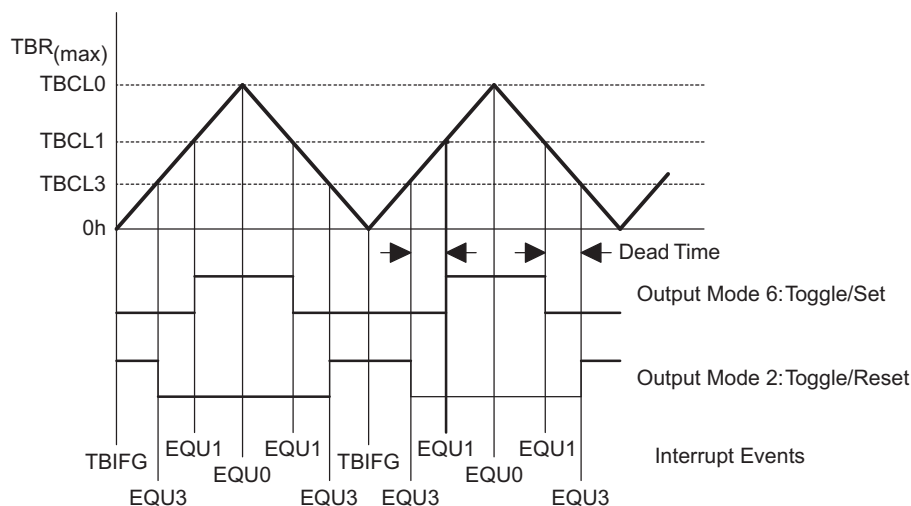 TBR(max)
TBCL0
TBCL1
TBCL3
0h
Dead Time
Output Mode 6:Toggle/Set
Output Mode 2:Toggle/Reset
EQU1 EQU1 EQU1 EQU1
TBIFG EQU0 TBIFG EQU0 Interrupt Events
EQU3 EQU3 EQU3 EQU3